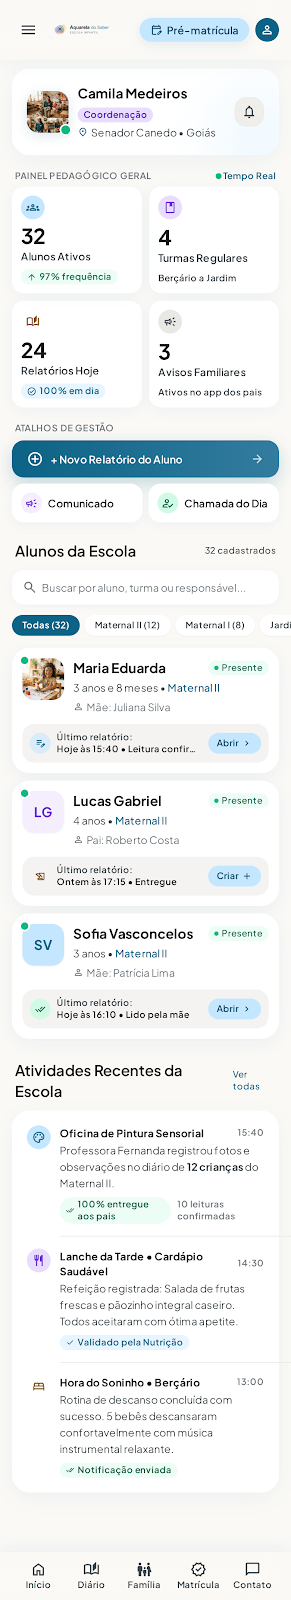 Aquarela do Saber
ESCOLA INFANTIL
Pré-matrícula
Camila Medeiros
Coordenação
Senador Canedo • Goiás
PAINEL PEDAGÓGICO GERAL
Tempo Real
32
Alunos Ativos
97% frequência
4
Turmas Regulares
Berçário a Jardim
24
Relatórios Hoje
100% em dia
3
Avisos Familiares
Ativos no app dos pais
ATALHOS DE GESTÃO
+ Novo Relatório do Aluno
Comunicado
Chamada do Dia
Alunos da Escola
32 cadastrados
Buscar por aluno, turma ou responsável...
Todas (32)
Maternal II (12)
Maternal I (8)
Jardi
Maria Eduarda
Presente
3 anos e 8 meses • Maternal II
Mãe: Juliana Silva
Último relatório:
Hoje às 15:40 • Leitura confir...
Abrir
LG
Lucas Gabriel
Presente
4 anos • Maternal II
Pai: Roberto Costa
Último relatório:
Ontem às 17:15 • Entregue
Criar +
SV
Sofia Vasconcelos
Presente
3 anos • Maternal II
Mãe: Patrícia Lima
Último relatório:
Hoje às 16:10 • Lido pela mãe
Abrir
Atividades Recentes da
Escola
Ver
todas
Oficina de Pintura Sensorial
15:40
Professora Fernanda registrou fotos e
observações no diário de 12 crianças do
Maternal II.
100% entregue
aos pais
10 leituras
confirmadas
Lanche da Tarde • Cardápio
Saudável
14:30
Refeição registrada: Salada de frutas
frescas e pãozinho integral caseiro.
Todos aceitaram com ótima apetite.
Validado pela Nutrição
Hora do Soninho • Berçário
13:00
Rotina de descanso concluída com
sucesso. 5 bebês descansaram
confortavelmente com música
instrumental relaxante.
Notificação enviada
Início
Diário
Família
Matrícula
Contato